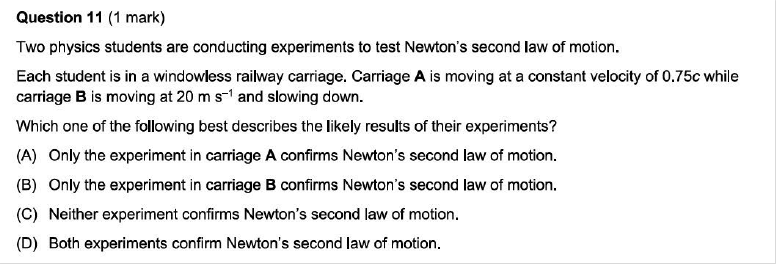 Question 11 (1 mark)
Two physics students are conducting experiments to test Newton's second law of motion.
Each student is in a windowless railway carriage. Carriage A is moving at a constant velocity of 0.75c while
carriage B is moving at 20 m s⁻¹ and slowing down.
Which one of the following best describes the likely results of their experiments?
(A) Only the experiment in carriage A confirms Newton's second law of motion.
(B) Only the experiment in carriage B confirms Newton's second law of motion.
(C) Neither experiment confirms Newton's second law of motion.
(D) Both experiments confirm Newton's second law of motion.